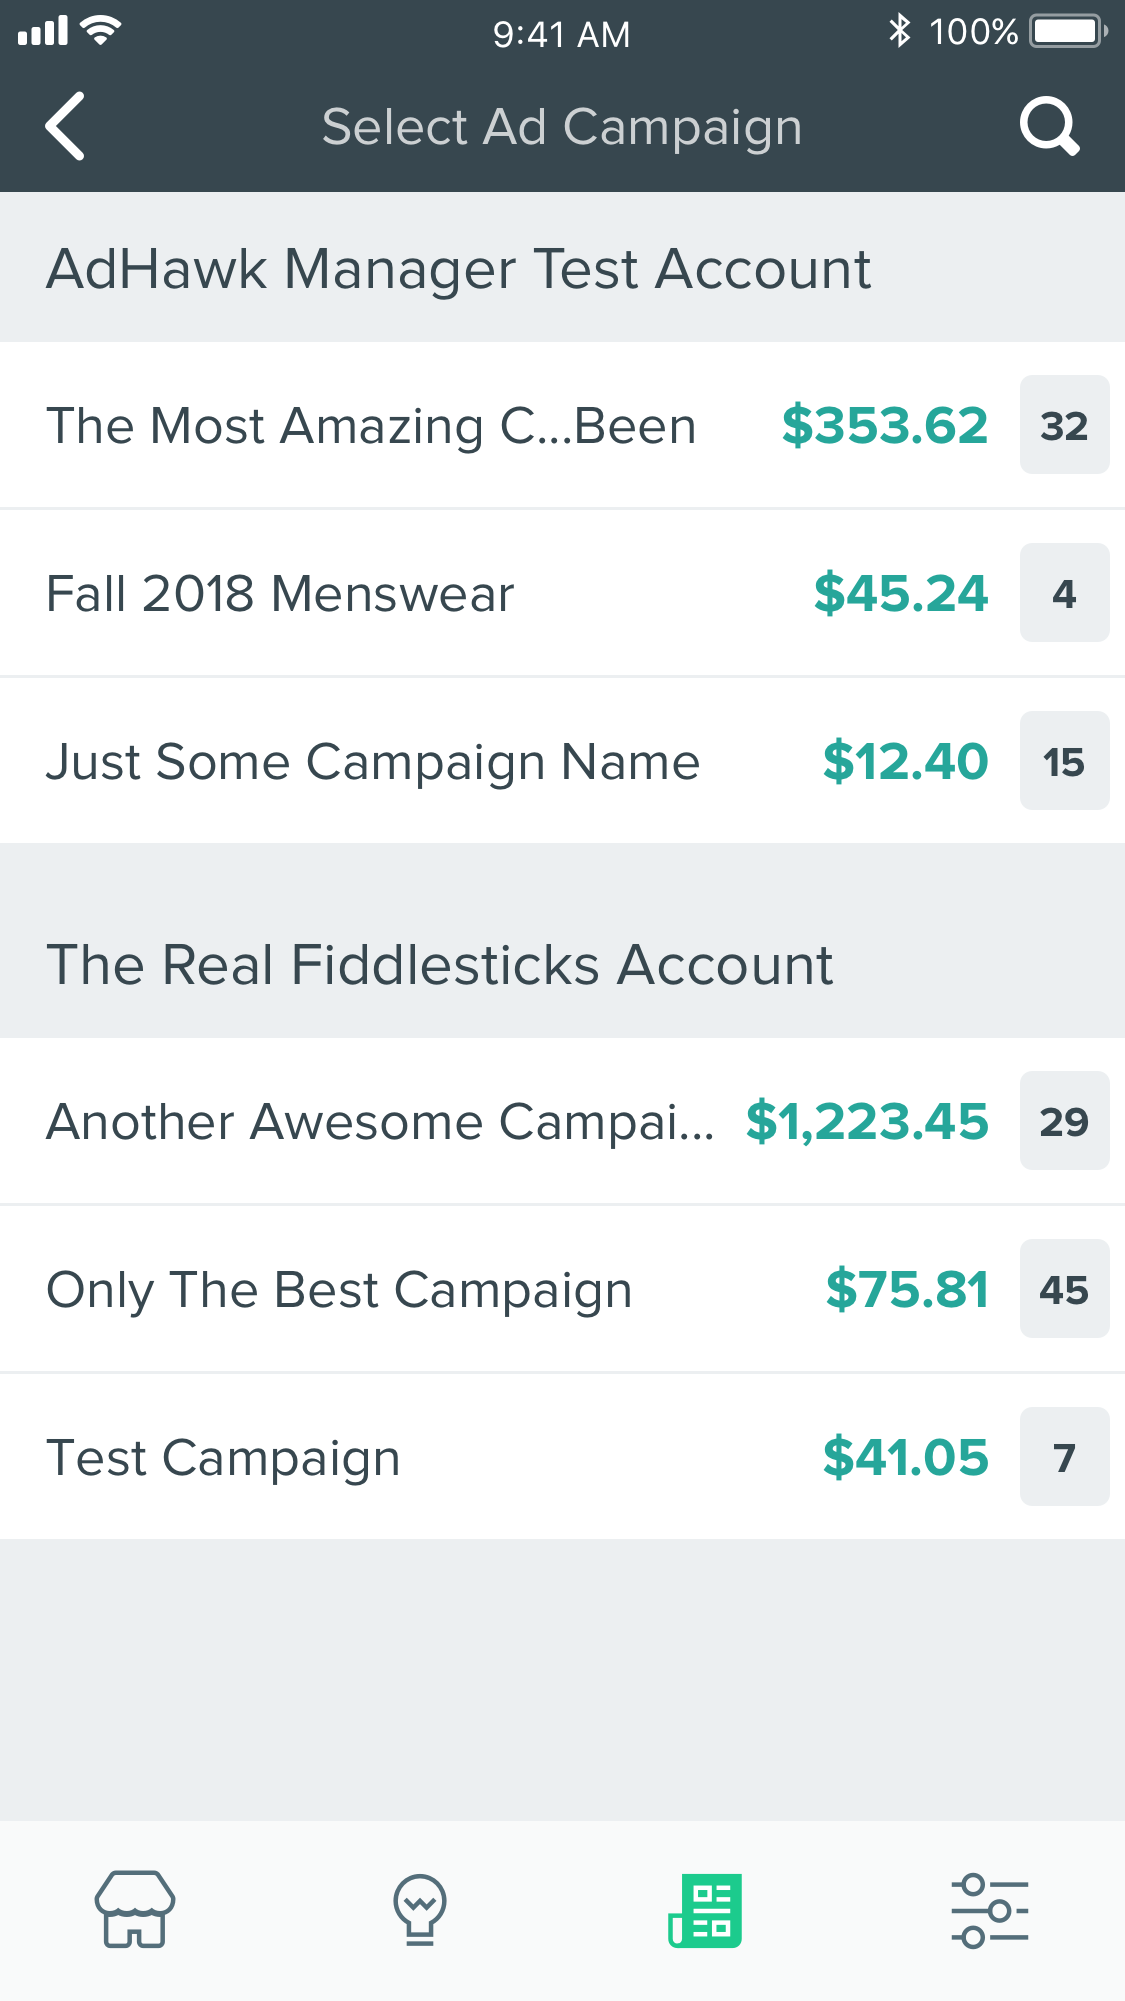 9:41 AM
100%
Select Ad Campaign
AdHawk Manager Test Account
The Most Amazing C...Been $353.62 32
Fall 2018 Menswear $45.24 4
Just Some Campaign Name $12.40 15
The Real Fiddlesticks Account
Another Awesome Campai... $1,223.45 29
Only The Best Campaign $75.81 45
Test Campaign $41.05 7